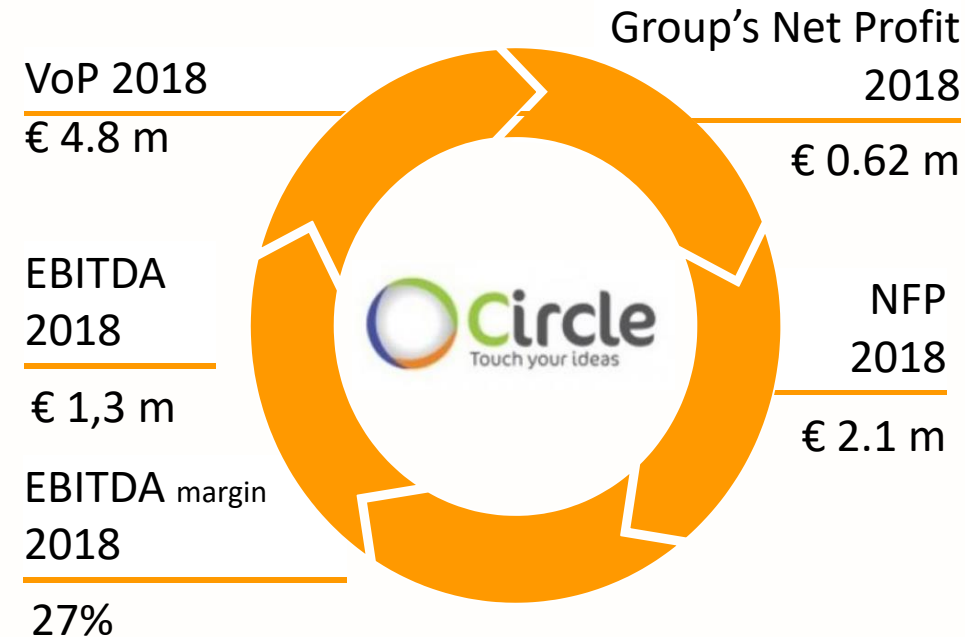 VoP 2018
€ 4.8 m
Group's Net Profit
2018
€ 0.62 m
EBITDA
2018
€ 1,3 m
NFP
2018
€ 2.1 m
EBITDA margin
2018
27%
Circle
Touch your ideas